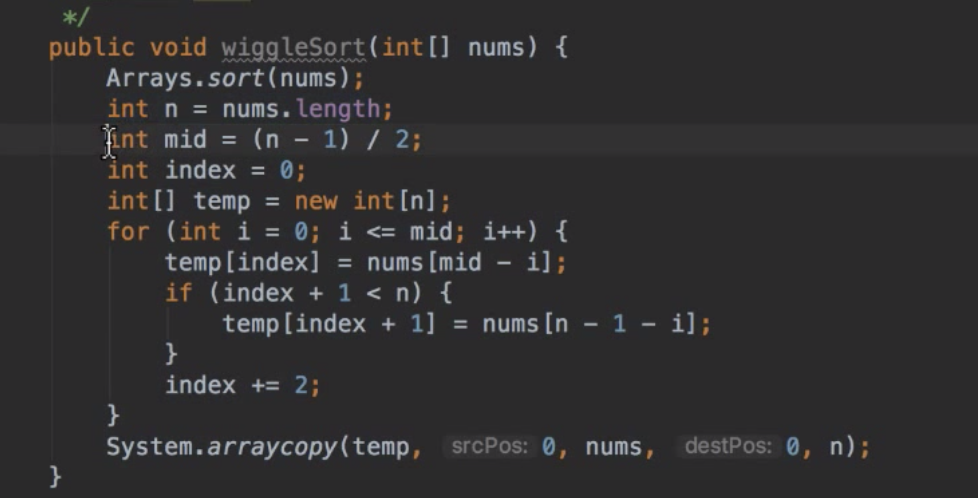 */
public void wiggleSort(int[] nums) {
    Arrays.sort(nums);
    int n = nums.length;
    int mid = (n - 1) / 2;
    int index = 0;
    int[] temp = new int[n];
    for (int i = 0; i <= mid; i++) {
        temp[index] = nums[mid - i];
        if (index + 1 < n) {
            temp[index + 1] = nums[n - 1 - i];
        }
        index += 2;
    }
    System.arraycopy(temp, srcPos: 0, nums, destPos: 0, n);
}